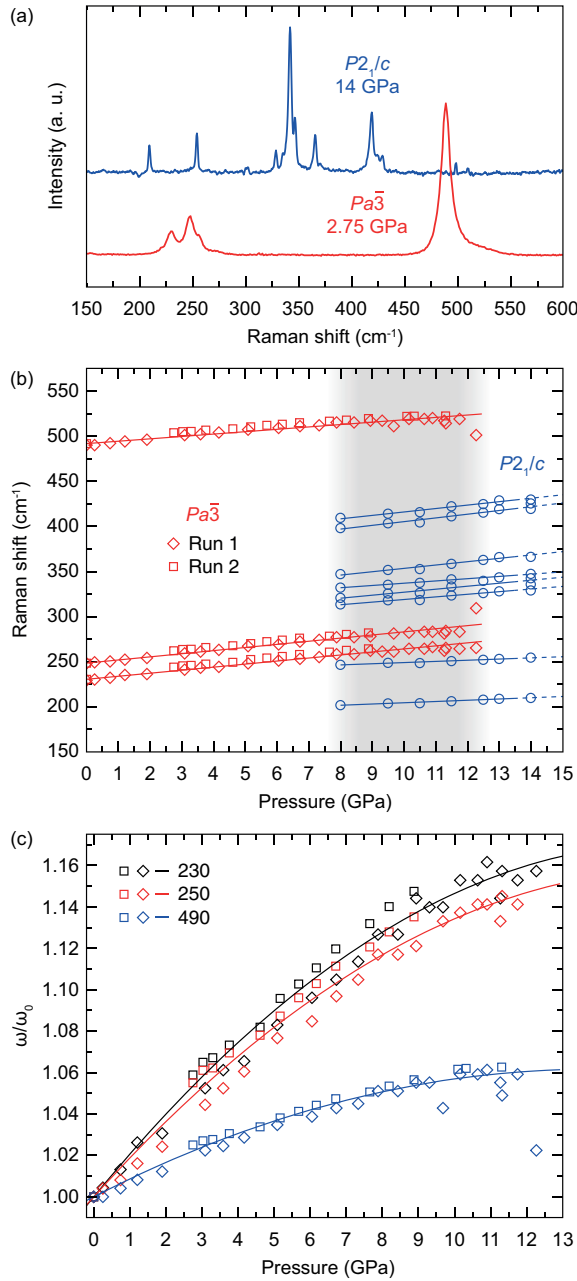 (a)
Intensity (a. u.)
P2₁/c
14 GPa
Pa3̅
2.75 GPa
150 200 250 300 350 400 450 500 550 600
Raman shift (cm⁻¹)
(b)
Raman shift (cm⁻¹)
550
525
500
450
400
350
300
250
200
150
P2₁/c
Pa3̅
Run 1
Run 2
0 1 2 3 4 5 6 7 8 9 10 11 12 13 14 15
Pressure (GPa)
(c)
ω/ω₀
1.16
1.14
1.12
1.10
1.08
1.06
1.04
1.02
1.00
230
250
490
0 1 2 3 4 5 6 7 8 9 10 11 12 13
Pressure (GPa)